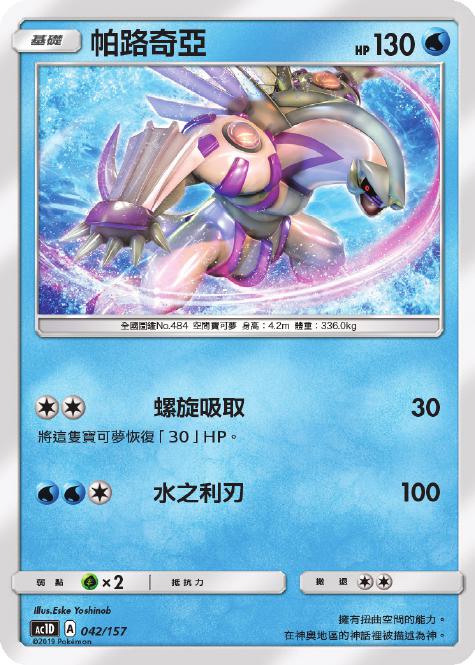 基礎 帕路奇亞 HP 130
全國圖鑑No.484 空間寶可夢 身高：4.2m 體重：336.0kg
螺旋吸取 30
將這隻寶可夢恢復「30」HP。
水之利刃 100
弱點 ×2 抵抗力 撤退
Illus.Eske Yoshinob
AC1D A 042/157
©2019 Pokémon
擁有扭曲空間的能力。
在神奧地區的神話裡被描述為神。